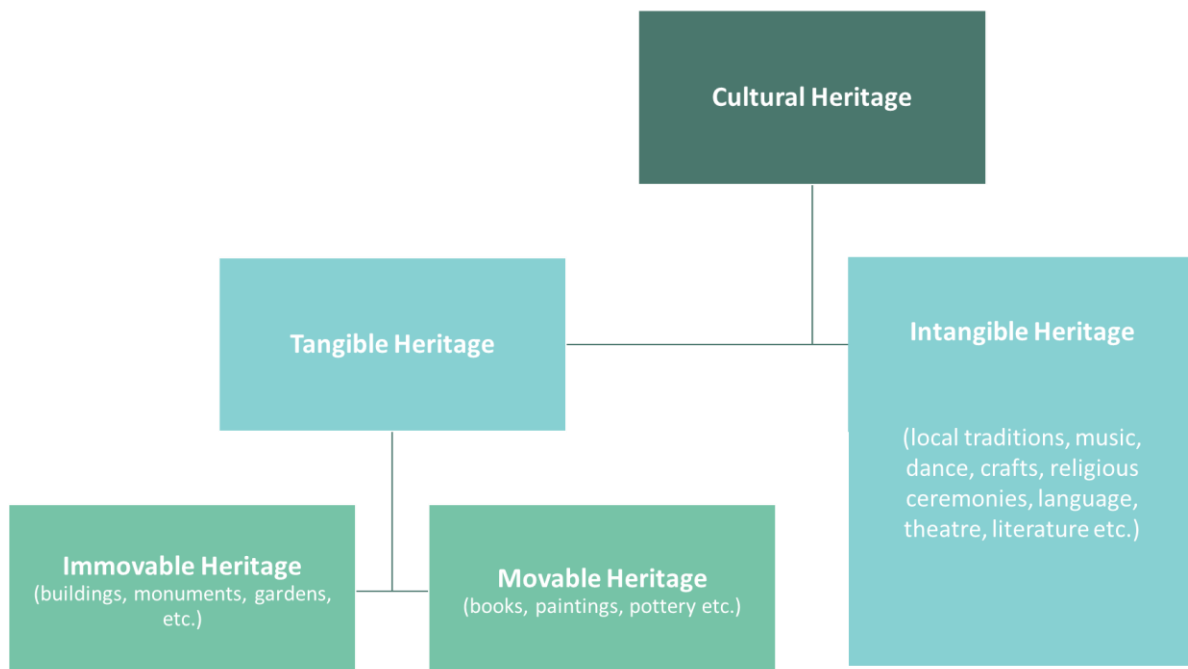 Cultural Heritage
Tangible Heritage
Intangible Heritage
(local traditions, music,
dance, crafts, religious
ceremonies, language,
theatre, literature etc.)
Immovable Heritage
(buildings, monuments, gardens,
etc.)
Movable Heritage
(books, paintings, pottery etc.)